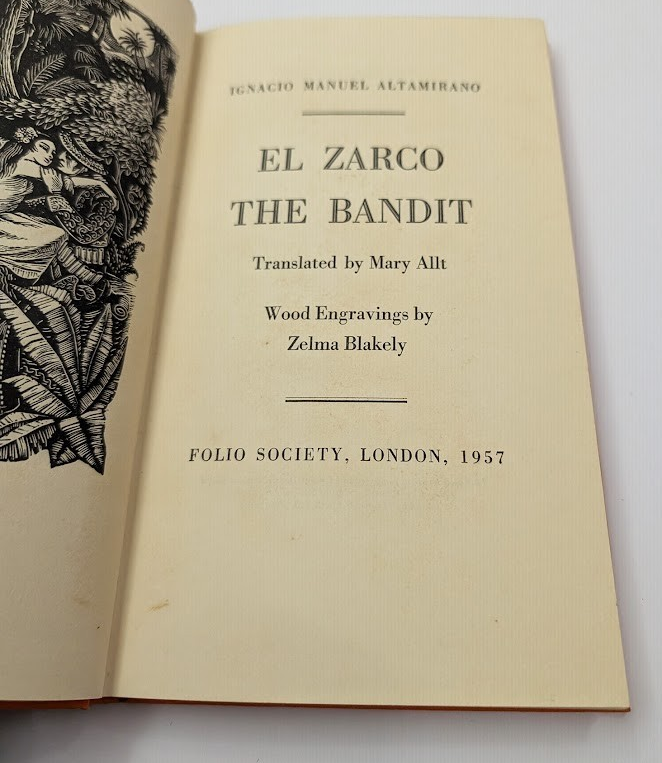 IGNACIO MANUEL ALTAMIRANO
EL ZARCO
THE BANDIT
Translated by Mary Allt
Wood Engravings by
Zelma Blakely
FOLIO SOCIETY, LONDON, 1957